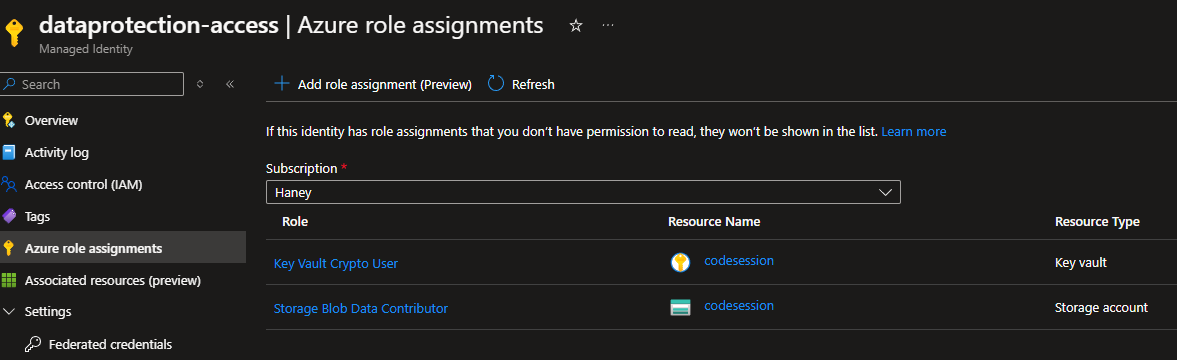 dataprotection-access | Azure role assignments
Managed Identity
Search
Add role assignment (Preview) Refresh
Overview
Activity log
Access control (IAM)
Tags
Azure role assignments
Associated resources (preview)
Settings
Federated credentials
If this identity has role assignments that you don't have permission to read, they won't be shown in the list. Learn more
Subscription *
Haney
Role Resource Name Resource Type
Key Vault Crypto User codesession Key vault
Storage Blob Data Contributor codesession Storage account